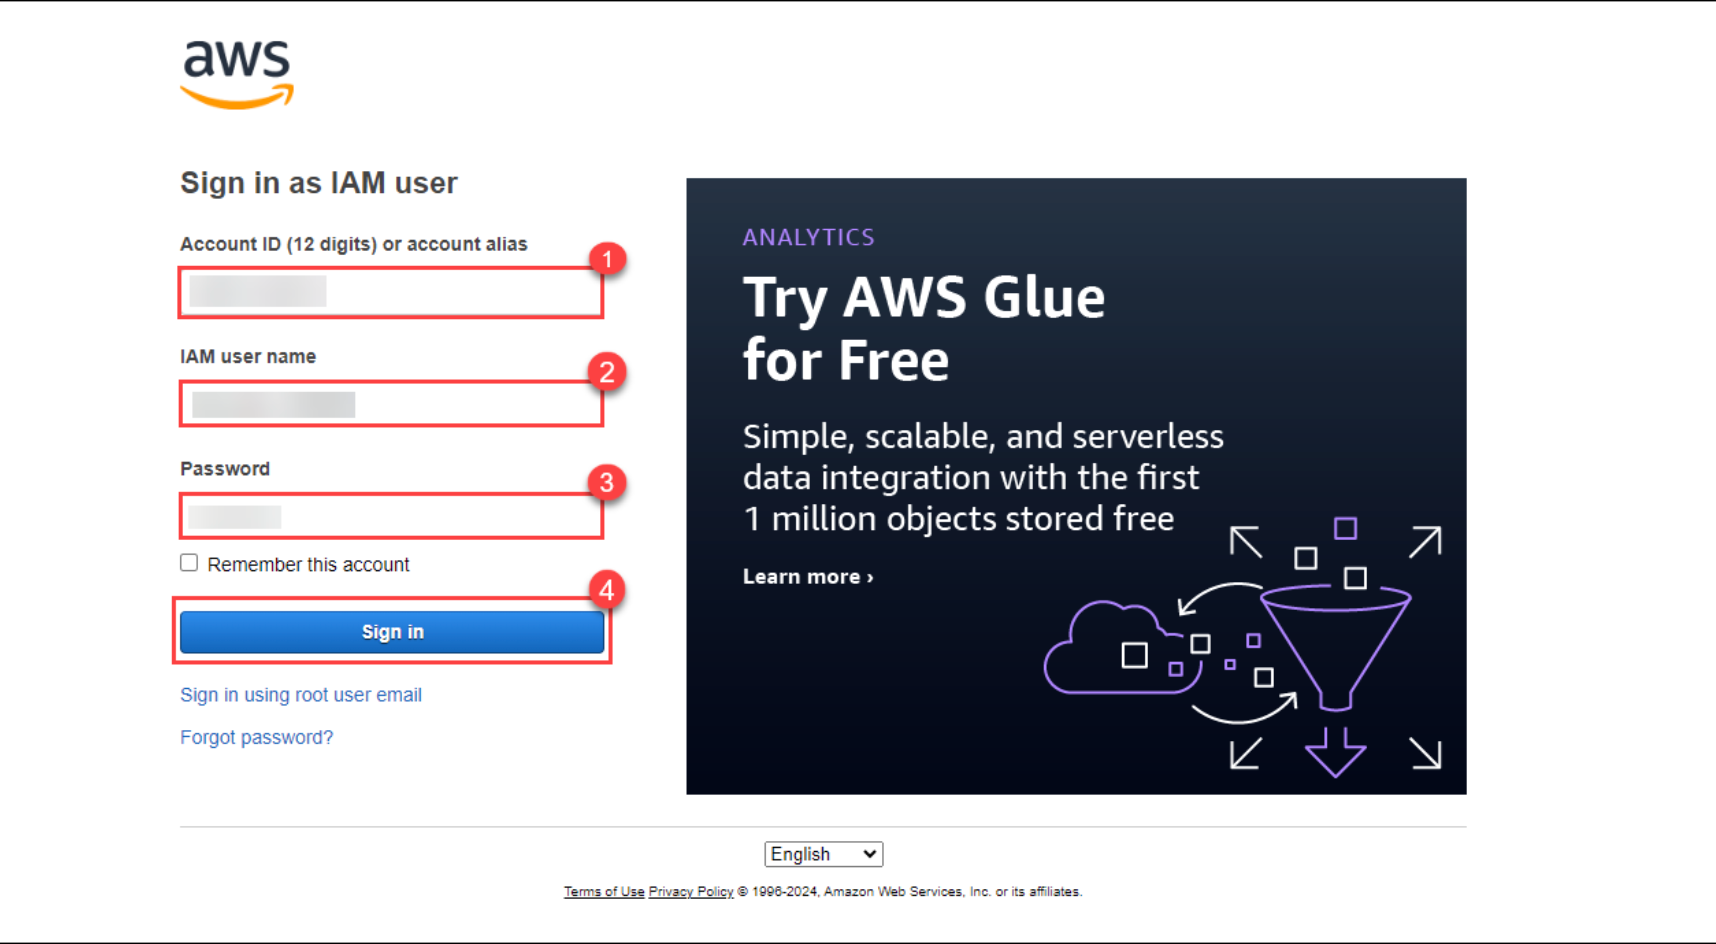 aws
Sign in as IAM user
Account ID (12 digits) or account alias
1
IAM user name
2
Password
3
Remember this account
4
Sign in
Sign in using root user email
Forgot password?
ANALYTICS
Try AWS Glue
for Free
Simple, scalable, and serverless
data integration with the first
1 million objects stored free
Learn more ›
English
Terms of Use Privacy Policy © 1996-2024, Amazon Web Services, Inc. or its affiliates.